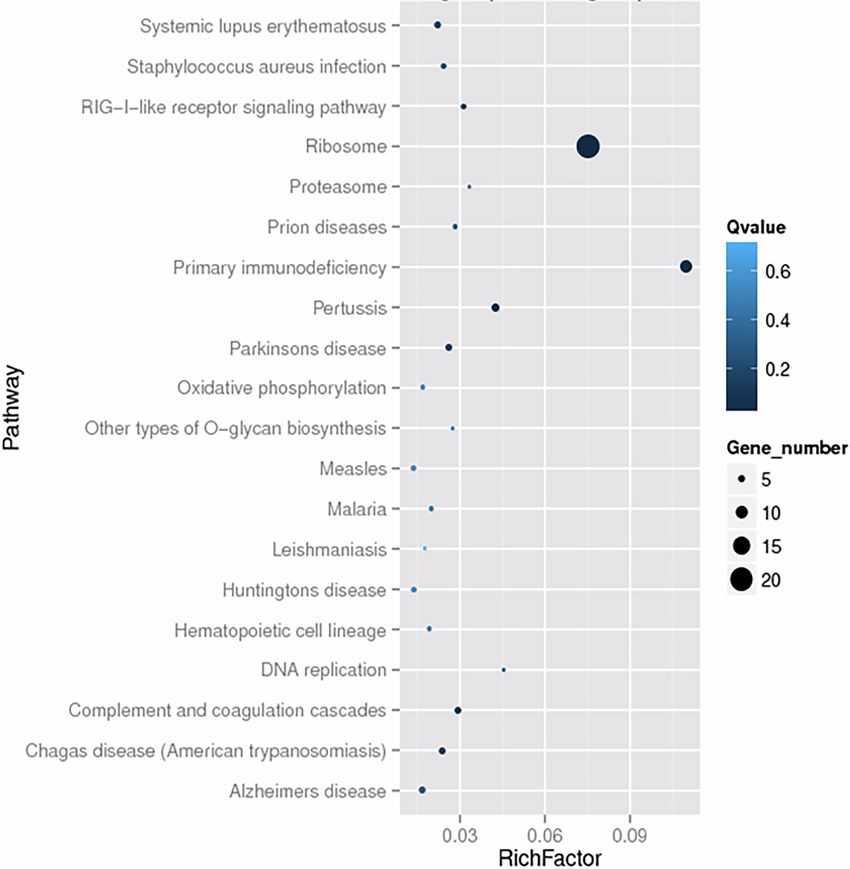 Systemic lupus erythematosus
Staphylococcus aureus infection
RIG−I−like receptor signaling pathway
Ribosome
Proteasome
Prion diseases
Primary immunodeficiency
Pertussis
Parkinsons disease
Oxidative phosphorylation
Other types of O−glycan biosynthesis
Measles
Malaria
Leishmaniasis
Huntingtons disease
Hematopoietic cell lineage
DNA replication
Complement and coagulation cascades
Chagas disease (American trypanosomiasis)
Alzheimers disease
Pathway
0.03 0.06 0.09
RichFactor
Qvalue
0.6
0.4
0.2
Gene_number
5
10
15
20